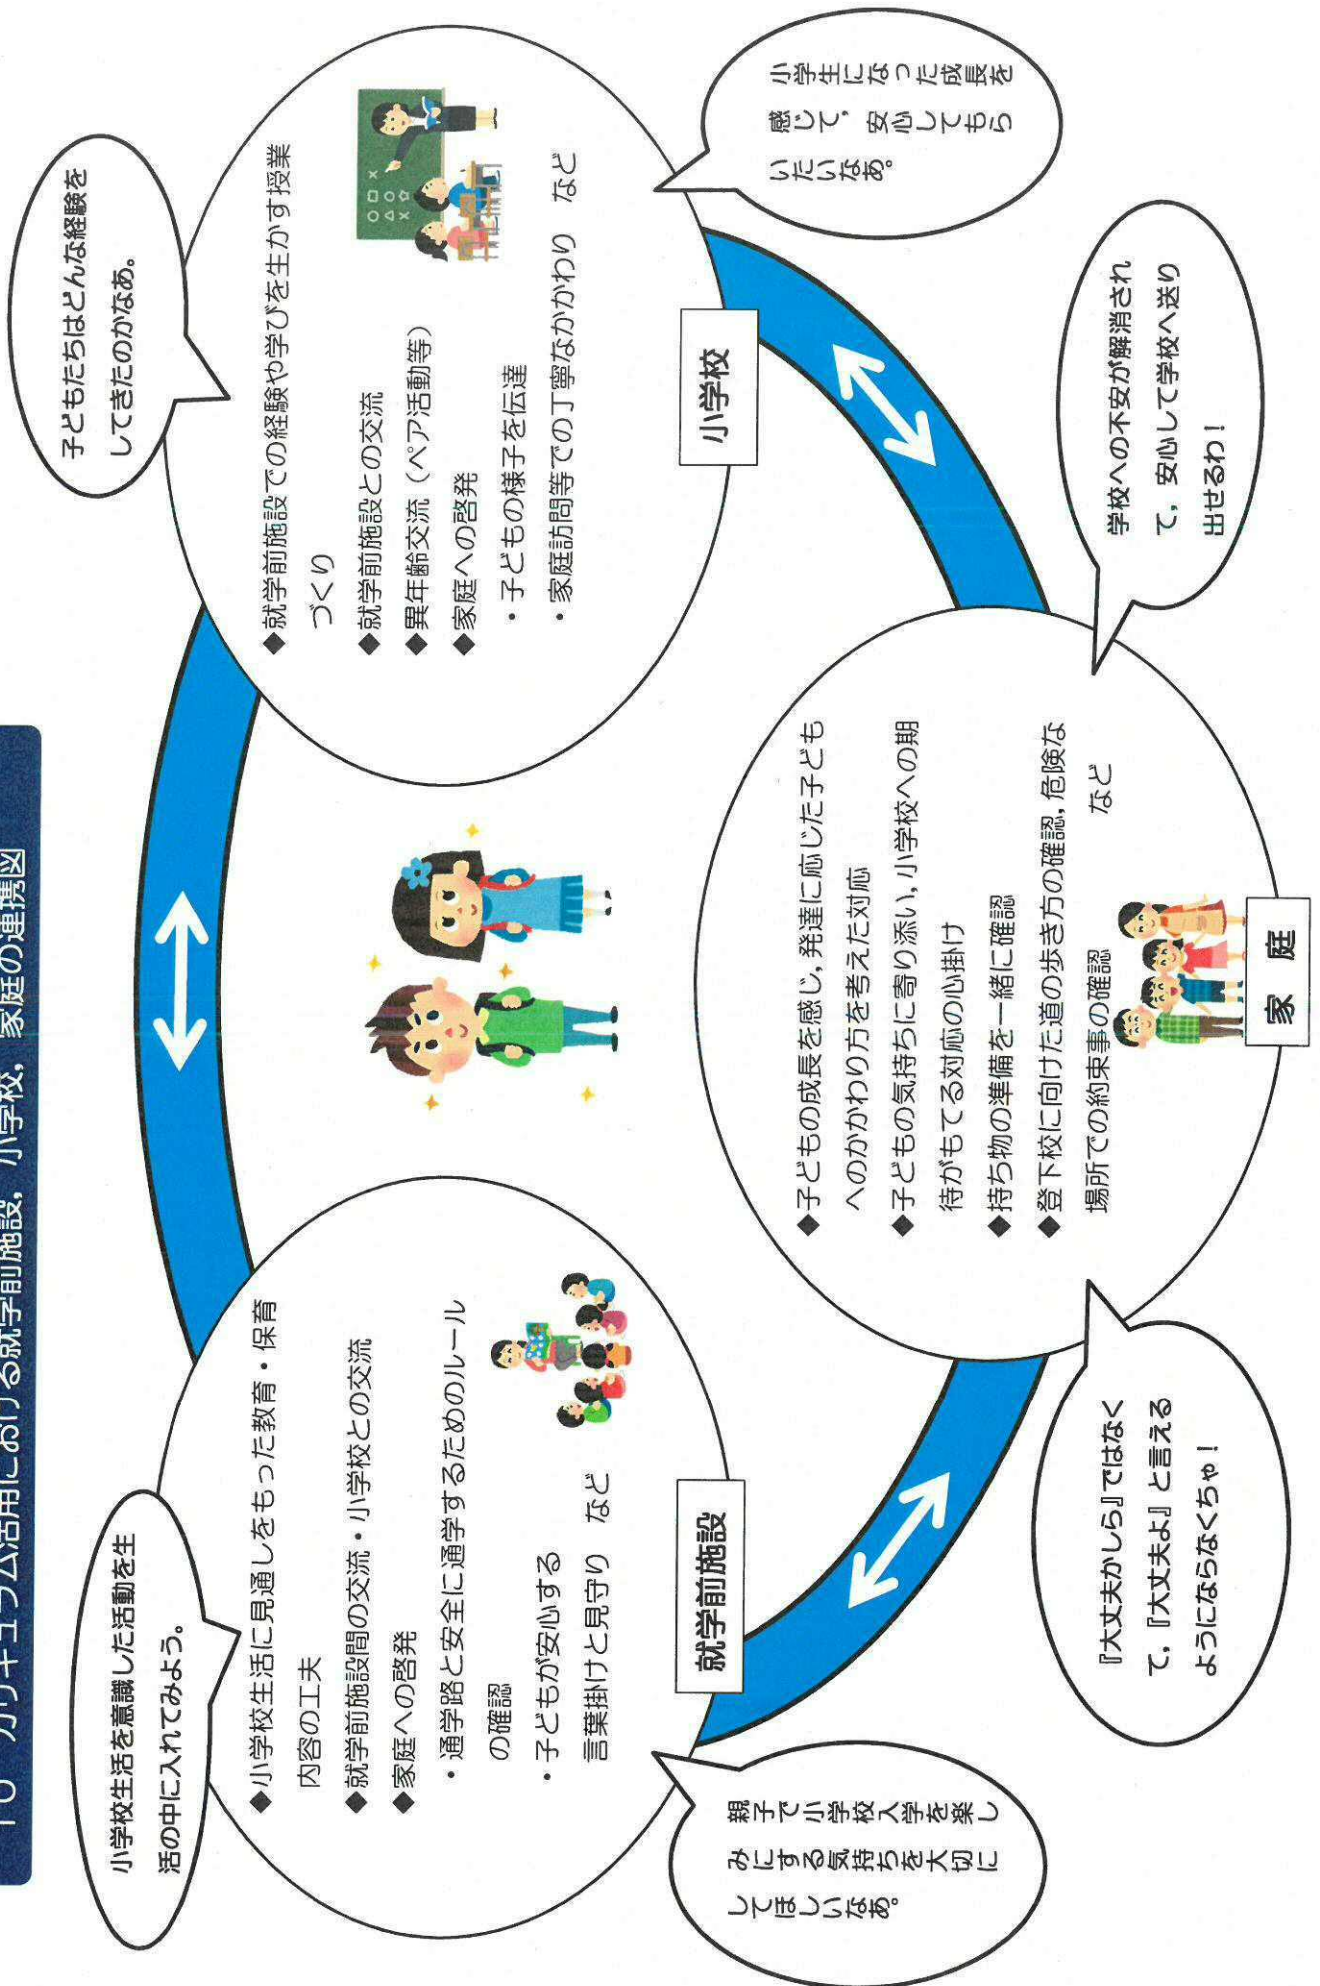 10　カリキュラム活用における就学前施設，小学校，家庭の連携図
小学校生活を意識した活動を生
活の中に入れてみよう。
◆小学校生活に見通しをもった教育・保育
内容の工夫
◆就学前施設間の交流・小学校との交流
◆家庭への啓発
・通学路と安全に通学するためのルール
の確認
・子どもが安心する
言葉掛けと見守り　など
就学前施設
親子で小学校入学を楽し
みにする気持ちを大切に
してほしいなあ。
子どもたちはどんな経験を
してきたのかなあ。
◆就学前施設での経験や学びを生かす授業
づくり
◆就学前施設との交流
◆異年齢交流（ペア活動等）
◆家庭への啓発
・子どもの様子を伝達
・家庭訪問等での丁寧なかかわり　など
小学校
小学生になった成長を
感じて，安心してもら
いたいなあ。
◆子どもの成長を感じ，発達に応じた子ども
へのかかわり方を考えた対応
◆子どもの気持ちに寄り添い，小学校への期
待がもてる対応の心掛け
◆持ち物の準備を一緒に確認
◆登下校に向けた道の歩き方の確認，危険な
場所での約束事の確認　など
家　庭
『大丈夫かしら』ではなく
て，『大丈夫よ』と言える
ようにならなくちゃ！
学校への不安が解消され
て，安心して学校へ送り
出せるわ！